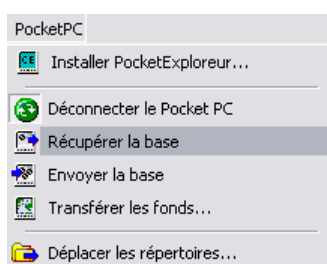 PocketPC
Installer PocketExploreur...
Déconnecter le Pocket PC
Récupérer la base
Envoyer la base
Transférer les fonds...
Déplacer les répertoires...